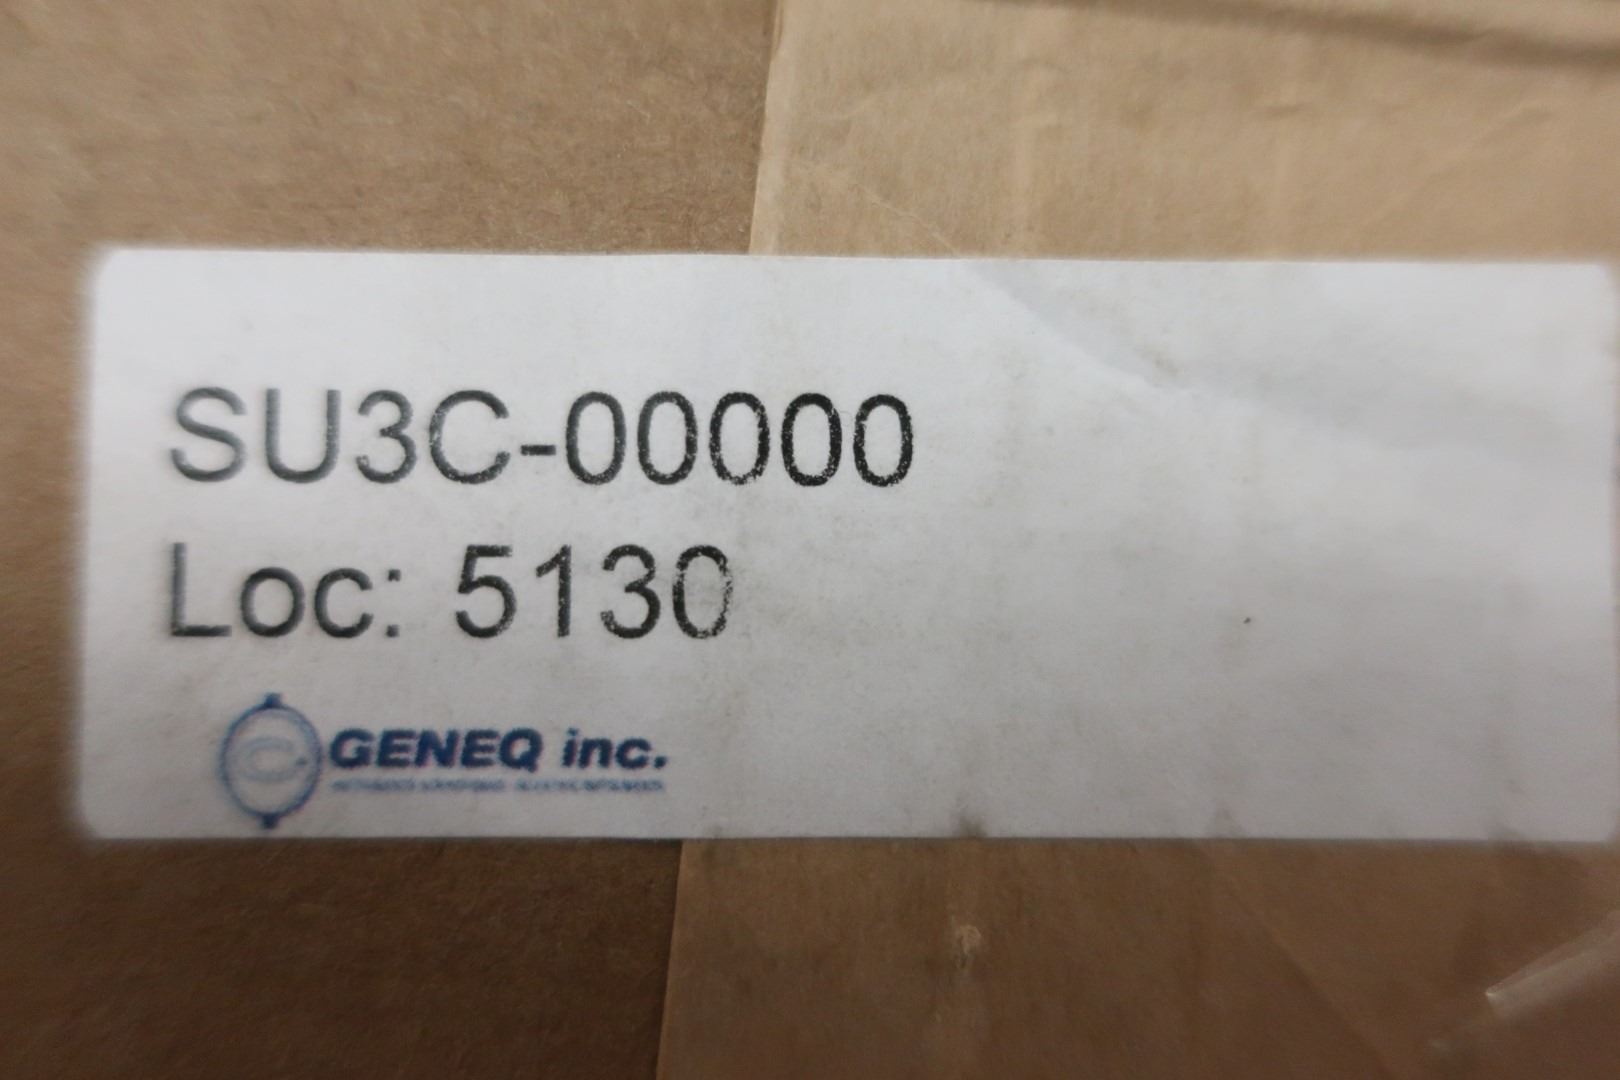 SU3C-00000
Loc: 5130
GENEQ inc.